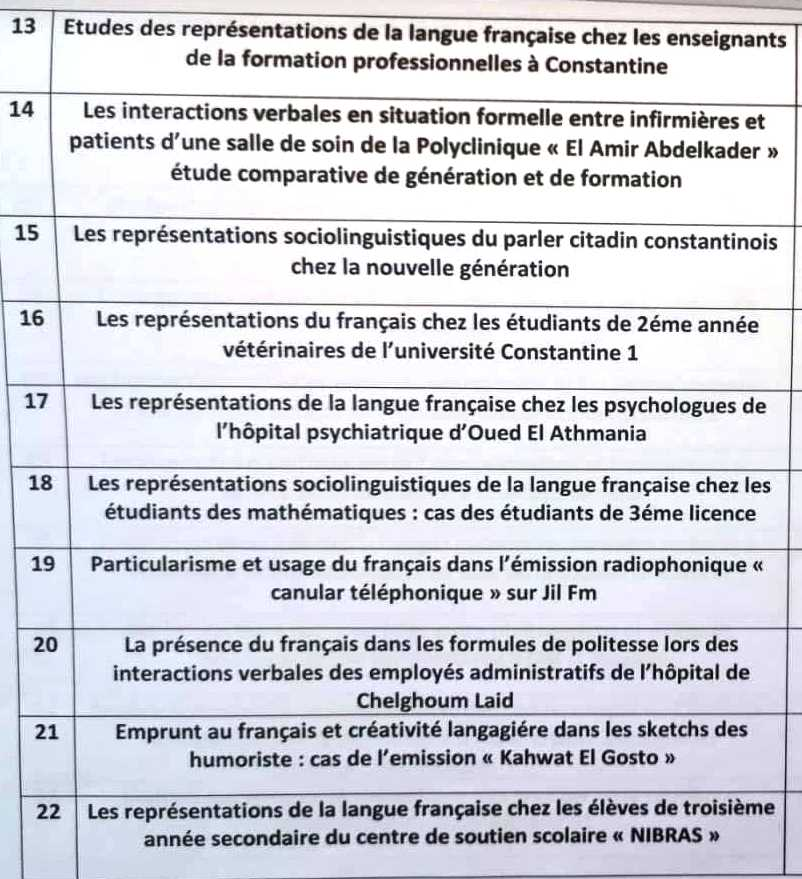 13 Etudes des représentations de la langue française chez les enseignants
de la formation professionnelles à Constantine
14 Les interactions verbales en situation formelle entre infirmières et
patients d’une salle de soin de la Polyclinique « El Amir Abdelkader »
étude comparative de génération et de formation
15 Les représentations sociolinguistiques du parler citadin constantinois
chez la nouvelle génération
16 Les représentations du français chez les étudiants de 2éme année
vétérinaires de l’université Constantine 1
17 Les représentations de la langue française chez les psychologues de
l’hôpital psychiatrique d’Oued El Athmania
18 Les représentations sociolinguistiques de la langue française chez les
étudiants des mathématiques : cas des étudiants de 3éme licence
19 Particularisme et usage du français dans l’émission radiophonique «
canular téléphonique » sur Jil Fm
20 La présence du français dans les formules de politesse lors des
interactions verbales des employés administratifs de l’hôpital de
Chelghoum Laid
21 Emprunt au français et créativité langagiére dans les sketchs des
humoriste : cas de l’emission « Kahwat El Gosto »
22 Les représentations de la langue française chez les élèves de troisième
année secondaire du centre de soutien scolaire « NIBRAS »